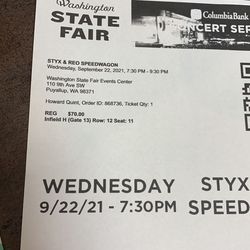 Washington
STATE
FAIR
Columbia Bank
CONCERT SER
STYX & REO SPEEDWAGON
Wednesday, September 22, 2021, 7:30 PM - 9:30 PM
Washington State Fair Events Center
110 9th Ave SW
Puyallup, WA 98371
Howard Quint, Order ID: 868736, Ticket Qty: 1
REG $70.00
Infield H (Gate 13) Row: 12 Seat: 11
WEDNESDAY
9/22/21 - 7:30PM
STYX
SPEED